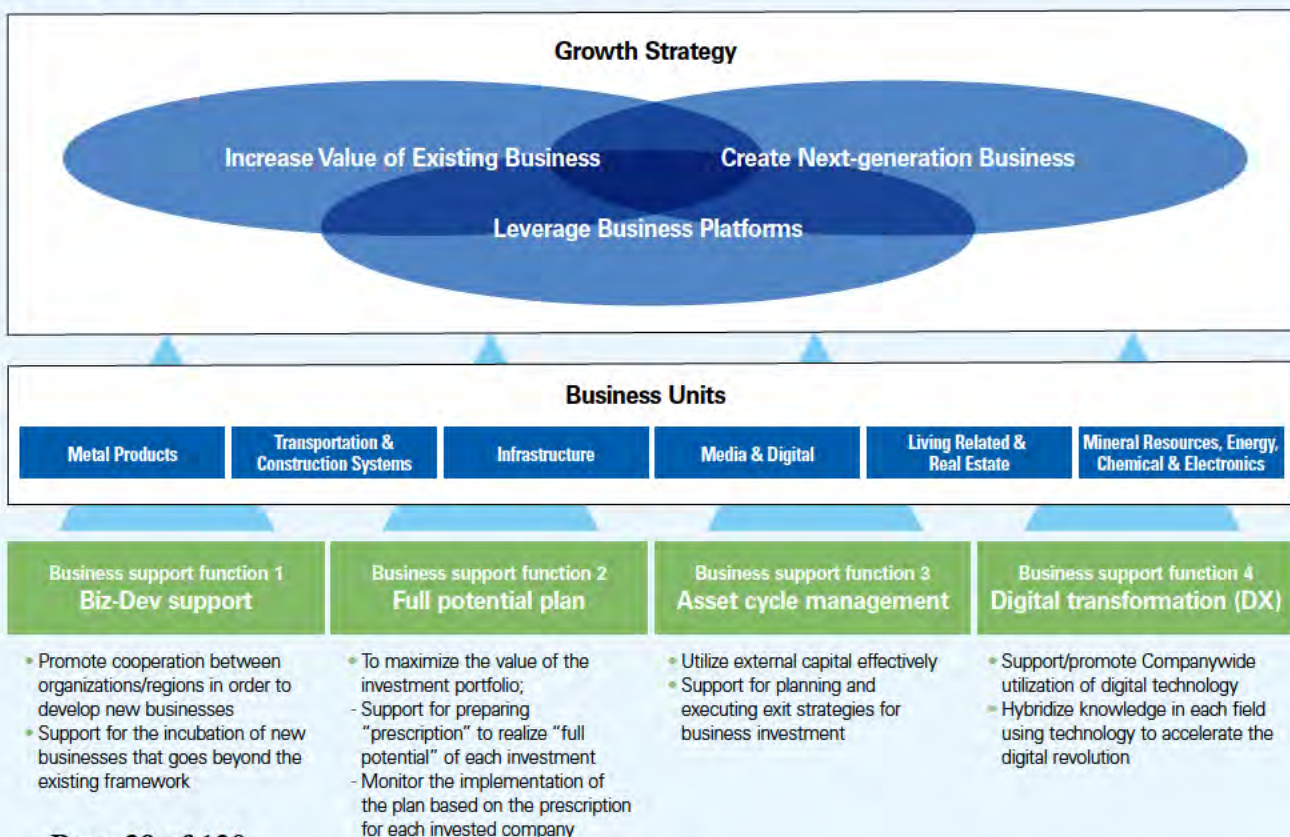 Growth Strategy
Increase Value of Existing Business
Create Next-generation Business
Leverage Business Platforms
Business Units
Metal Products
Transportation &
Construction Systems
Infrastructure
Media & Digital
Living Related &
Real Estate
Mineral Resources, Energy,
Chemical & Electronics
Business support function 1
Biz-Dev support
• Promote cooperation between
organizations/regions in order to
develop new businesses
• Support for the incubation of new
businesses that goes beyond the
existing framework
Business support function 2
Full potential plan
• To maximize the value of the
investment portfolio;
- Support for preparing
“prescription” to realize “full
potential” of each investment
- Monitor the implementation of
the plan based on the prescription
for each invested company
Business support function 3
Asset cycle management
• Utilize external capital effectively
• Support for planning and
executing exit strategies for
business investment
Business support function 4
Digital transformation (DX)
• Support/promote Companywide
utilization of digital technology
• Hybridize knowledge in each field
using technology to accelerate the
digital revolution